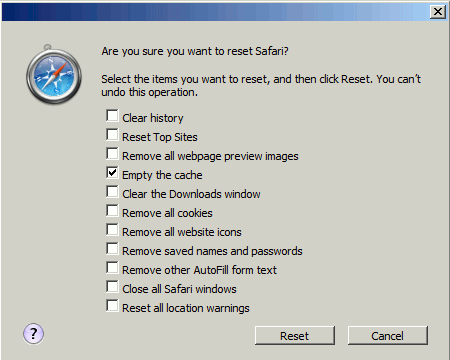 Are you sure you want to reset Safari?
Select the items you want to reset, and then click Reset. You can't
undo this operation.
Clear history
Reset Top Sites
Remove all webpage preview images
Empty the cache
Clear the Downloads window
Remove all cookies
Remove all website icons
Remove saved names and passwords
Remove other AutoFill form text
Close all Safari windows
Reset all location warnings
?
Reset
Cancel